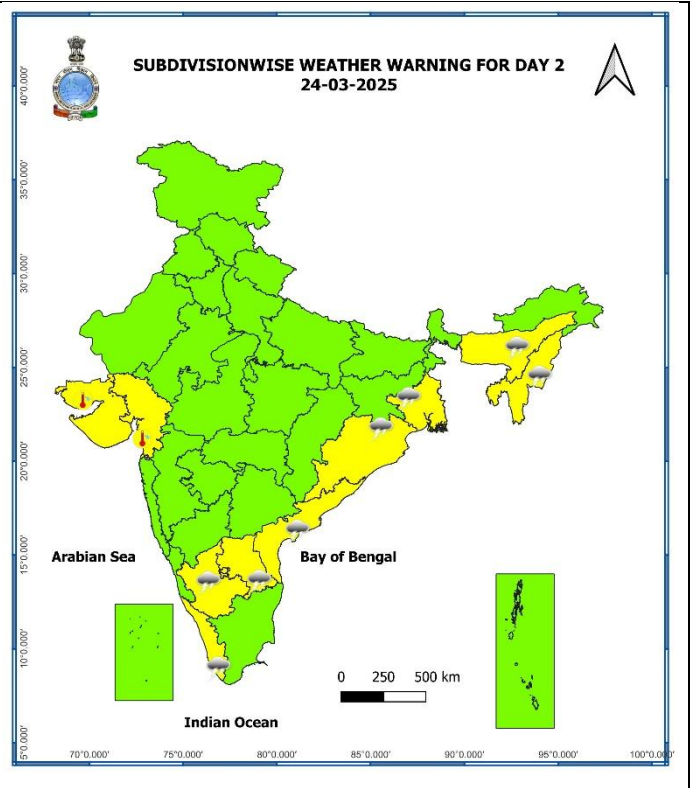 SUBDIVISIONWISE WEATHER WARNING FOR DAY 2
24-03-2025
40°0.000'
35°0.000'
30°0.000'
25°0.000'
20°0.000'
15°0.000'
10°0.000'
5°0.000'
Arabian Sea
Bay of Bengal
0 250 500 km
Indian Ocean
70°0.000' 75°0.000' 80°0.000' 85°0.000' 90°0.000' 95°0.000' 100°0.000'